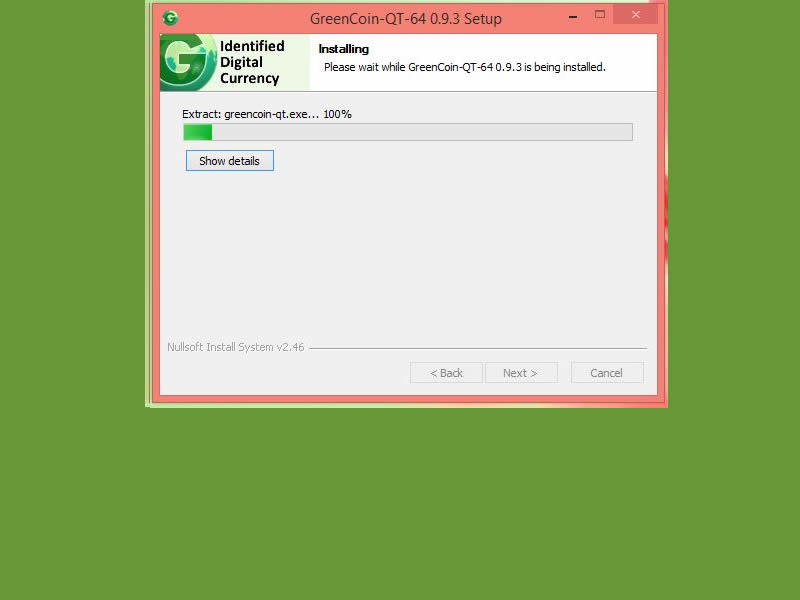 GreenCoin-QT-64 0.9.3 Setup
Identified
Digital
Currency
Installing
Please wait while GreenCoin-QT-64 0.9.3 is being installed.
Extract: greencoin-qt.exe... 100%
Show details
Nullsoft Install System v2.46
< Back
Next >
Cancel